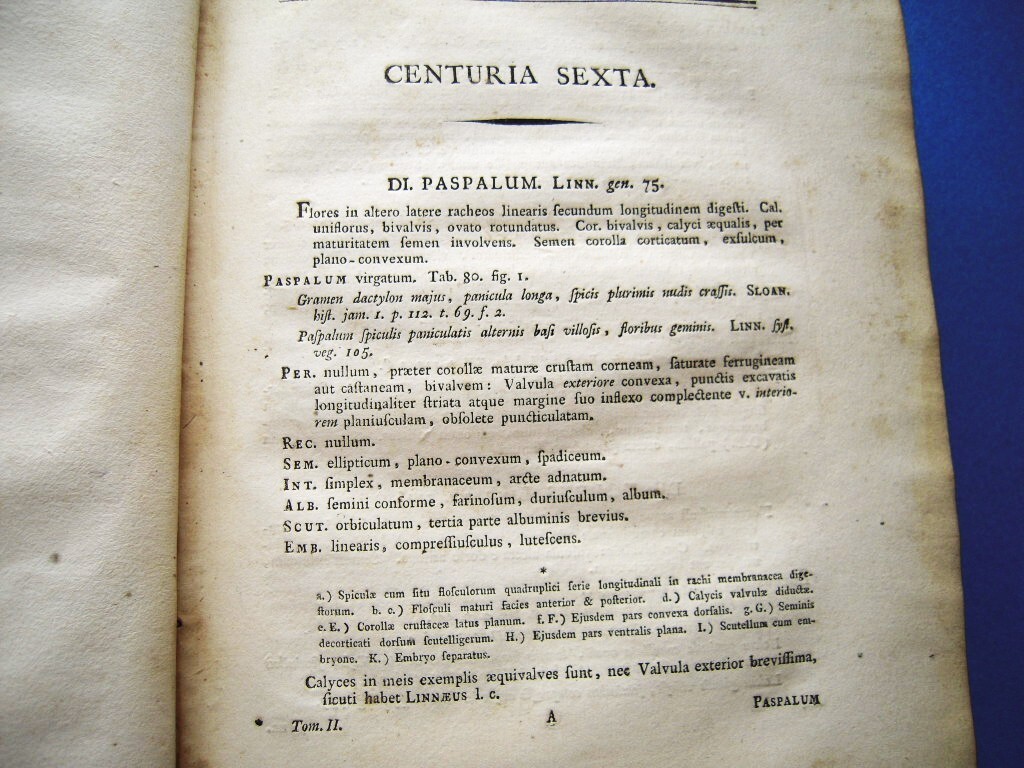 CENTURIA SEXTA.
DI. PASPALUM. LINN. gen. 75.
Flores in altero latere racheos linearis ſecundum longitudinem digeſti. Cal.
uniflorus, bivalvis, ovato rotundatus. Cor. bivalvis, calyci æqualis, per
maturitatem ſemen involvens. Semen corolla corticatum, exſulcum,
plano-convexum.
PASPALUM virgatum. Tab. 80. fig. 1.
Gramen dactylon majus, panicula longa, ſpicis plurimis nudis craſſis. SLOAN.
hiſt. jam. 1. p. 112. t. 69. f. 2.
Paſpalum ſpiculis paniculatis alternis baſi villoſis, floribus geminis. LINN. ſyſt.
veg. 105.
PER. nullum, præter corollæ maturæ cruſtam corneam, ſaturate ferrugineam
aut caſtaneam, bivalvem: Valvula exteriore convexa, punctis excavatis
longitudinaliter ſtriata atque margine ſuo inflexo complectente v. interio-
rem planiuſculam, obſolete puncticulatam.
REC. nullum.
SEM. ellipticum, plano-convexum, ſpadiceum.
INT. ſimplex, membranaceum, arcte adnatum.
ALB. ſemini conforme, farinoſum, duriuſculum, album.
SCUT. orbiculatum, tertia parte albuminis brevius.
EMB. linearis, compreſſiuſculus, luteſcens.
*
a.) Spiculæ cum ſitu floſculorum quadruplici ſerie longitudinali in rachi membranacea dige-
ſtorum. b. c.) Floſculi maturi facies anterior & poſterior. d.) Calycis valvulæ diductæ.
e. E.) Corollæ cruſtaceæ latus planum. f. F.) Ejusdem pars convexa dorſalis. g. G.) Seminis
decorticati dorſum ſcutelligerum. H.) Ejusdem pars ventralis plana. I.) Scutellum cum em-
bryone. K.) Embryo ſeparatus.
Calyces in meis exemplis æquivalves ſunt, nec Valvula exterior breviſſima,
ſicuti habet LINNÆUS l. c.
PASPALUM
Tom. II.
A